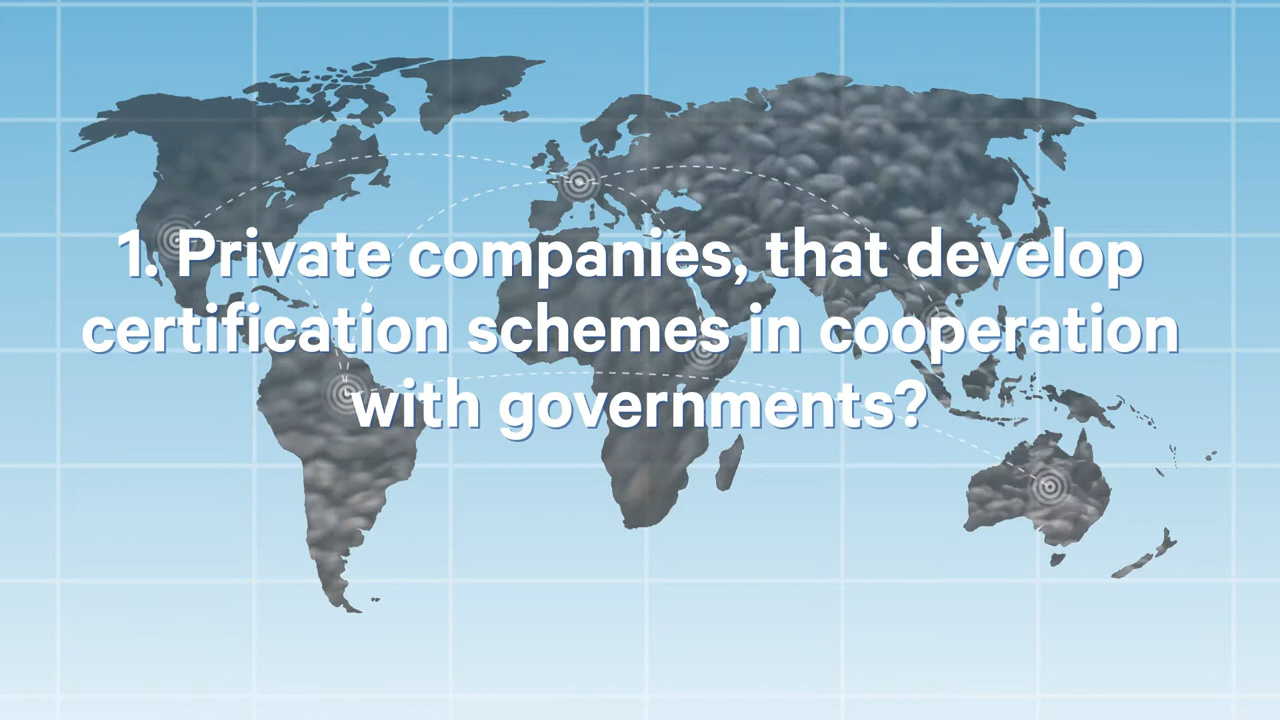 1. Private companies, that develop
certification schemes in cooperation
with governments?